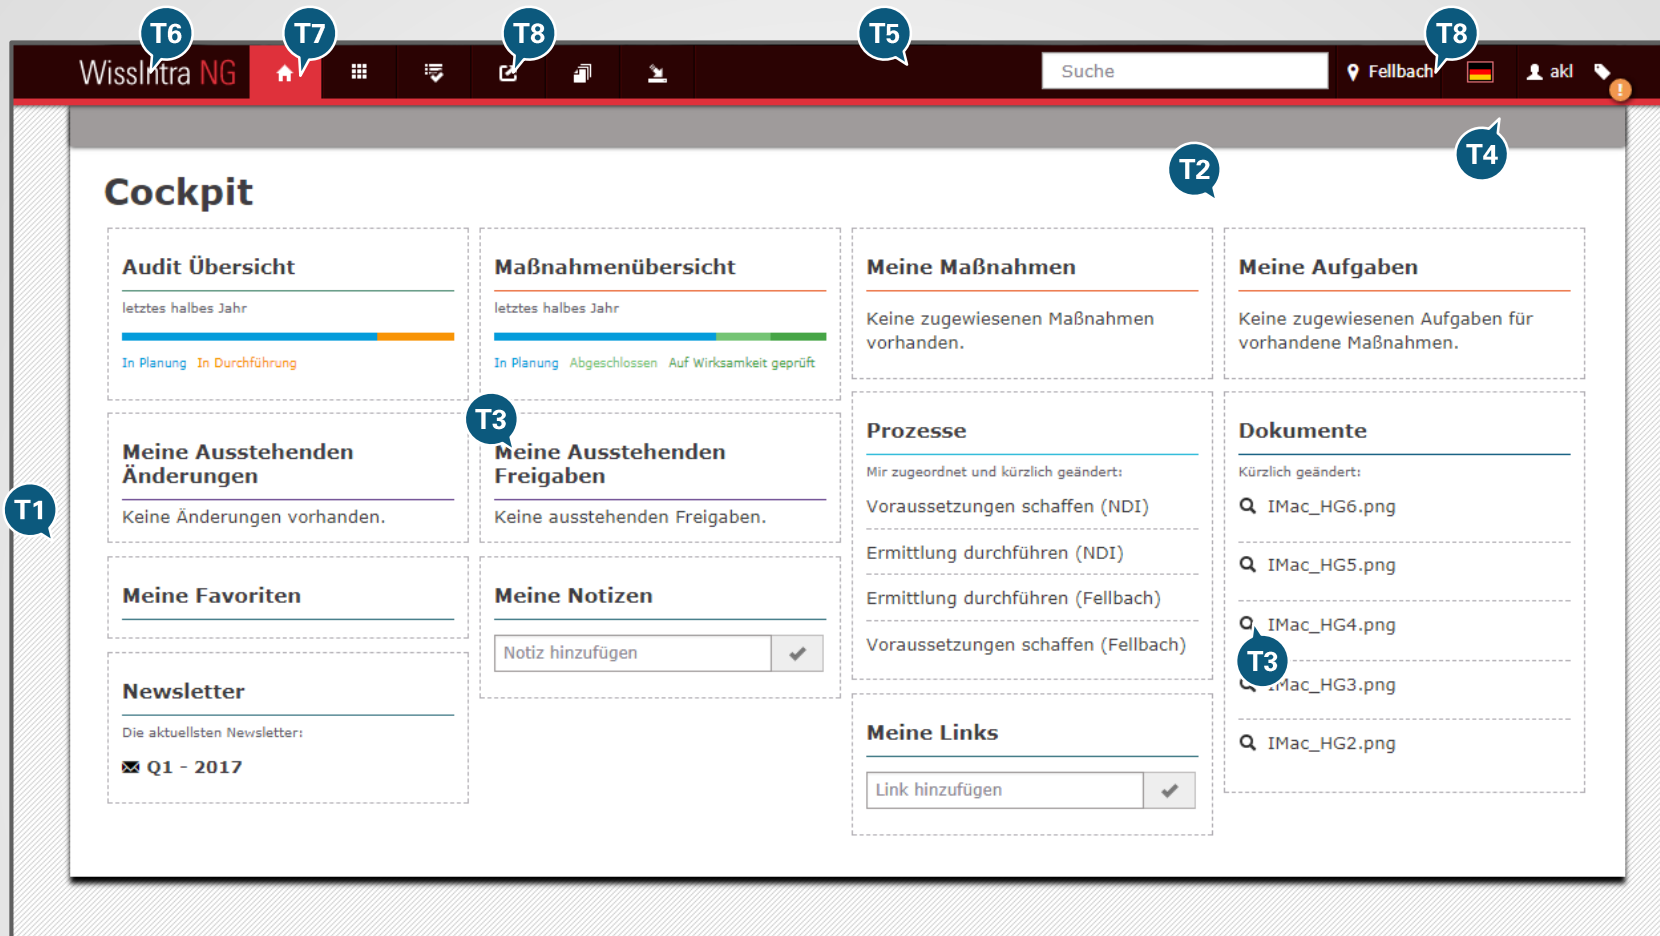 T6
T7
T8
T5
T8
WissIntra NG
Suche
Fellbach
akl
!
T4
T2
Cockpit
Audit Übersicht
letztes halbes Jahr
In Planung In Durchführung
Maßnahmenübersicht
letztes halbes Jahr
In Planung Abgeschlossen Auf Wirksamkeit geprüft
Meine Maßnahmen
Keine zugewiesenen Maßnahmen
vorhanden.
Meine Aufgaben
Keine zugewiesenen Aufgaben für
vorhandene Maßnahmen.
T3
Meine Ausstehenden
Änderungen
Keine Änderungen vorhanden.
Meine Ausstehenden
Freigaben
Keine ausstehenden Freigaben.
T1
Prozesse
Mir zugeordnet und kürzlich geändert:
Voraussetzungen schaffen (NDI)
Ermittlung durchführen (NDI)
Ermittlung durchführen (Fellbach)
Voraussetzungen schaffen (Fellbach)
Dokumente
Kürzlich geändert:
IMac_HG6.png
IMac_HG5.png
IMac_HG4.png
T3
IMac_HG3.png
IMac_HG2.png
Meine Favoriten
Meine Notizen
Notiz hinzufügen
Newsletter
Die aktuellsten Newsletter:
Q1 - 2017
Meine Links
Link hinzufügen